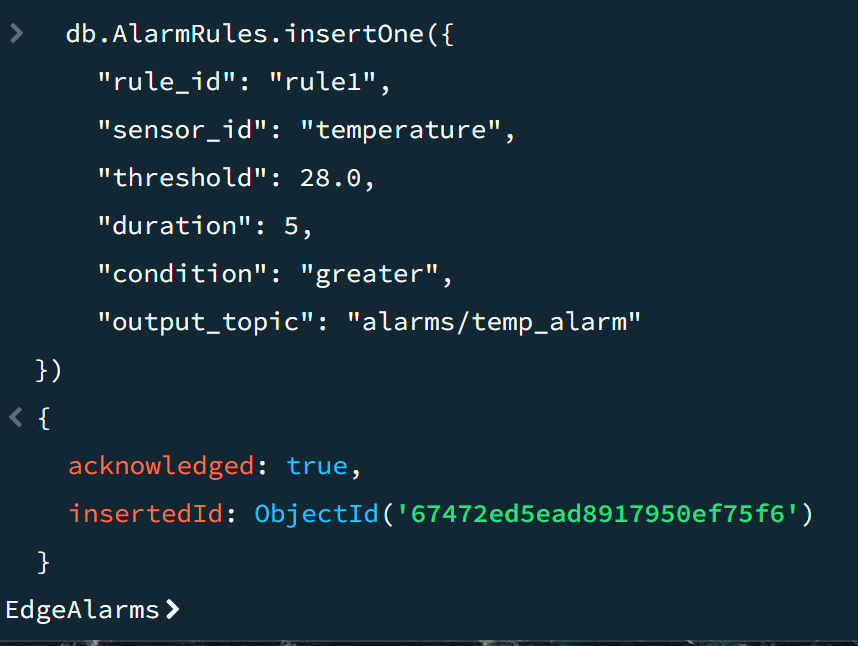 > db.AlarmRules.insertOne({
"rule_id": "rule1",
"sensor_id": "temperature",
"threshold": 28.0,
"duration": 5,
"condition": "greater",
"output_topic": "alarms/temp_alarm"
})
< {
acknowledged: true,
insertedId: ObjectId('67472ed5ead8917950ef75f6')
}
EdgeAlarms>